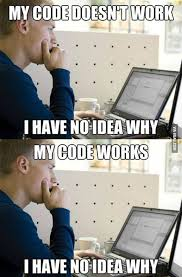 MY CODE DOESN'T WORK
I HAVE NO IDEA WHY
MY CODE WORKS
I HAVE NO IDEA WHY